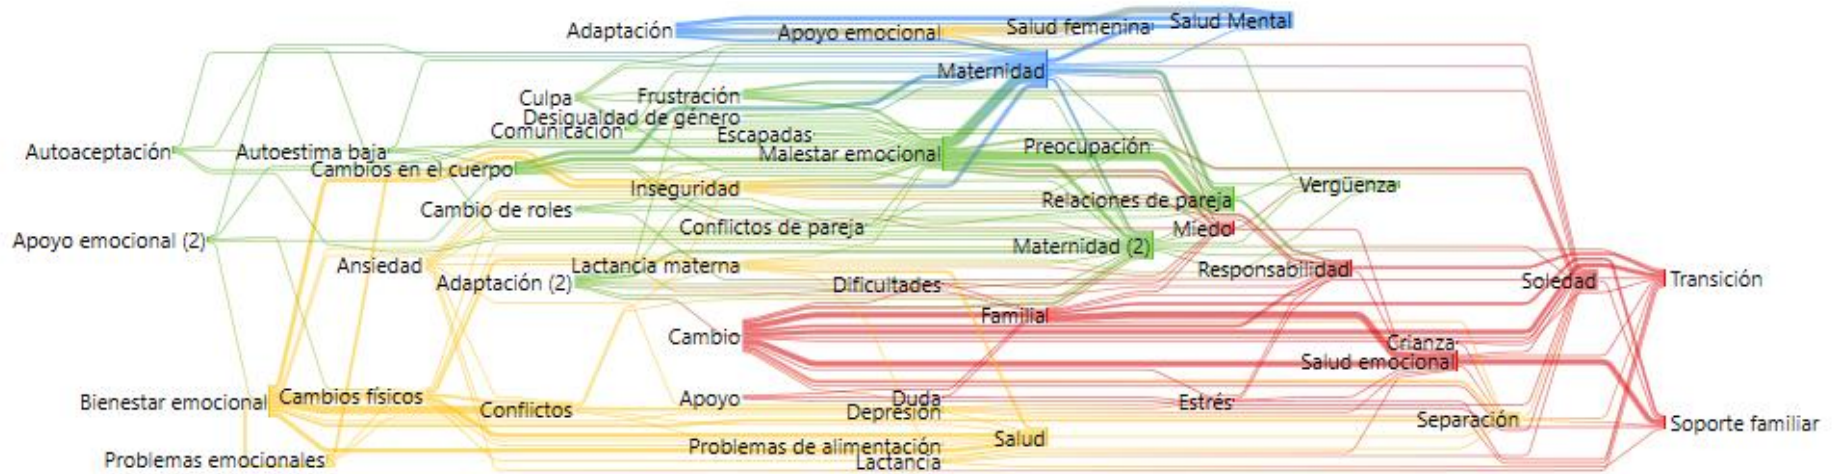 Adaptación
Apoyo emocional
Salud femenina
Salud Mental
Maternidad
Culpa
Frustración
Desigualdad de género
Comunicación
Escapadas
Autoaceptación
Autoestima baja
Malestar emocional
Preocupación
Cambios en el cuerpo
Inseguridad
Vergüenza
Relaciones de pareja
Cambio de roles
Conflictos de pareja
Miedo
Apoyo emocional (2)
Maternidad (2)
Ansiedad
Lactancia materna
Responsabilidad
Adaptación (2)
Dificultades
Soledad
Transición
Familial
Cambio
Crianza
Salud emocional
Bienestar emocional
Cambios físicos
Conflictos
Apoyo
Duda
Depresión
Estrés
Separación
Soporte familiar
Problemas de alimentación
Salud
Problemas emocionales
Lactancia